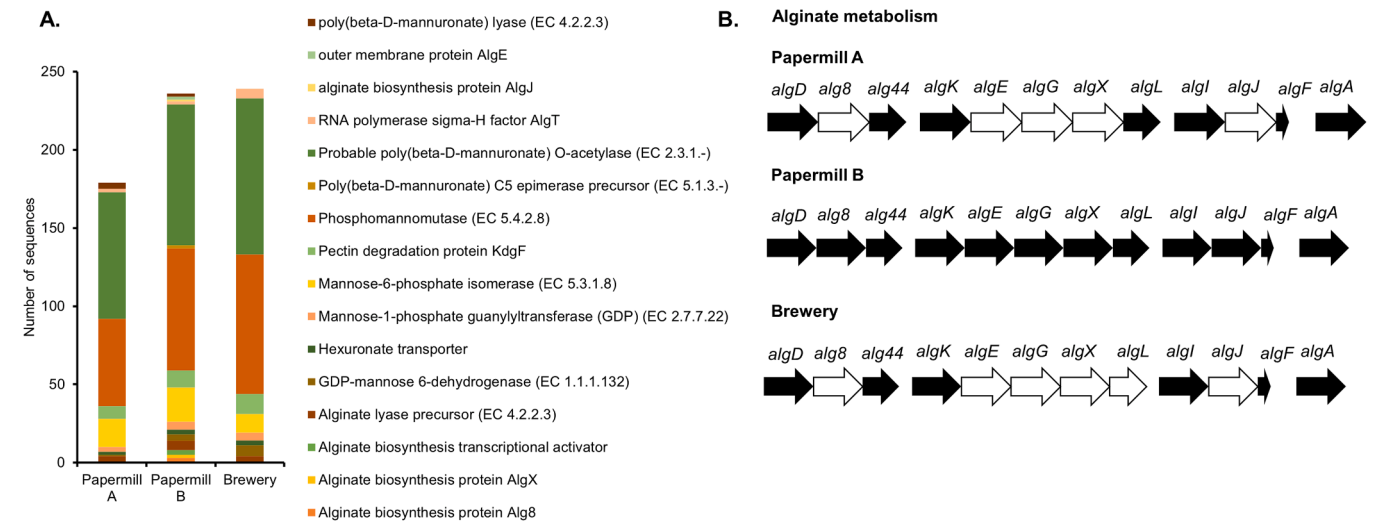 A.
250
200
150
100
50
0
Number of sequences
Papermill A
Papermill B
Brewery
poly(beta-D-mannuronate) lyase (EC 4.2.2.3)
outer membrane protein AlgE
alginate biosynthesis protein AlgJ
RNA polymerase sigma-H factor AlgT
Probable poly(beta-D-mannuronate) O-acetylase (EC 2.3.1.-)
Poly(beta-D-mannuronate) C5 epimerase precursor (EC 5.1.3.-)
Phosphomannomutase (EC 5.4.2.8)
Pectin degradation protein KdgF
Mannose-6-phosphate isomerase (EC 5.3.1.8)
Mannose-1-phosphate guanylyltransferase (GDP) (EC 2.7.7.22)
Hexuronate transporter
GDP-mannose 6-dehydrogenase (EC 1.1.1.132)
Alginate lyase precursor (EC 4.2.2.3)
Alginate biosynthesis transcriptional activator
Alginate biosynthesis protein AlgX
Alginate biosynthesis protein Alg8
B.
Alginate metabolism
Papermill A
algD alg8 alg44 algK algE algG algX algL algI algJ algF algA
Papermill B
algD alg8 alg44 algK algE algG algX algL algI algJ algF algA
Brewery
algD alg8 alg44 algK algE algG algX algL algI algJ algF algA